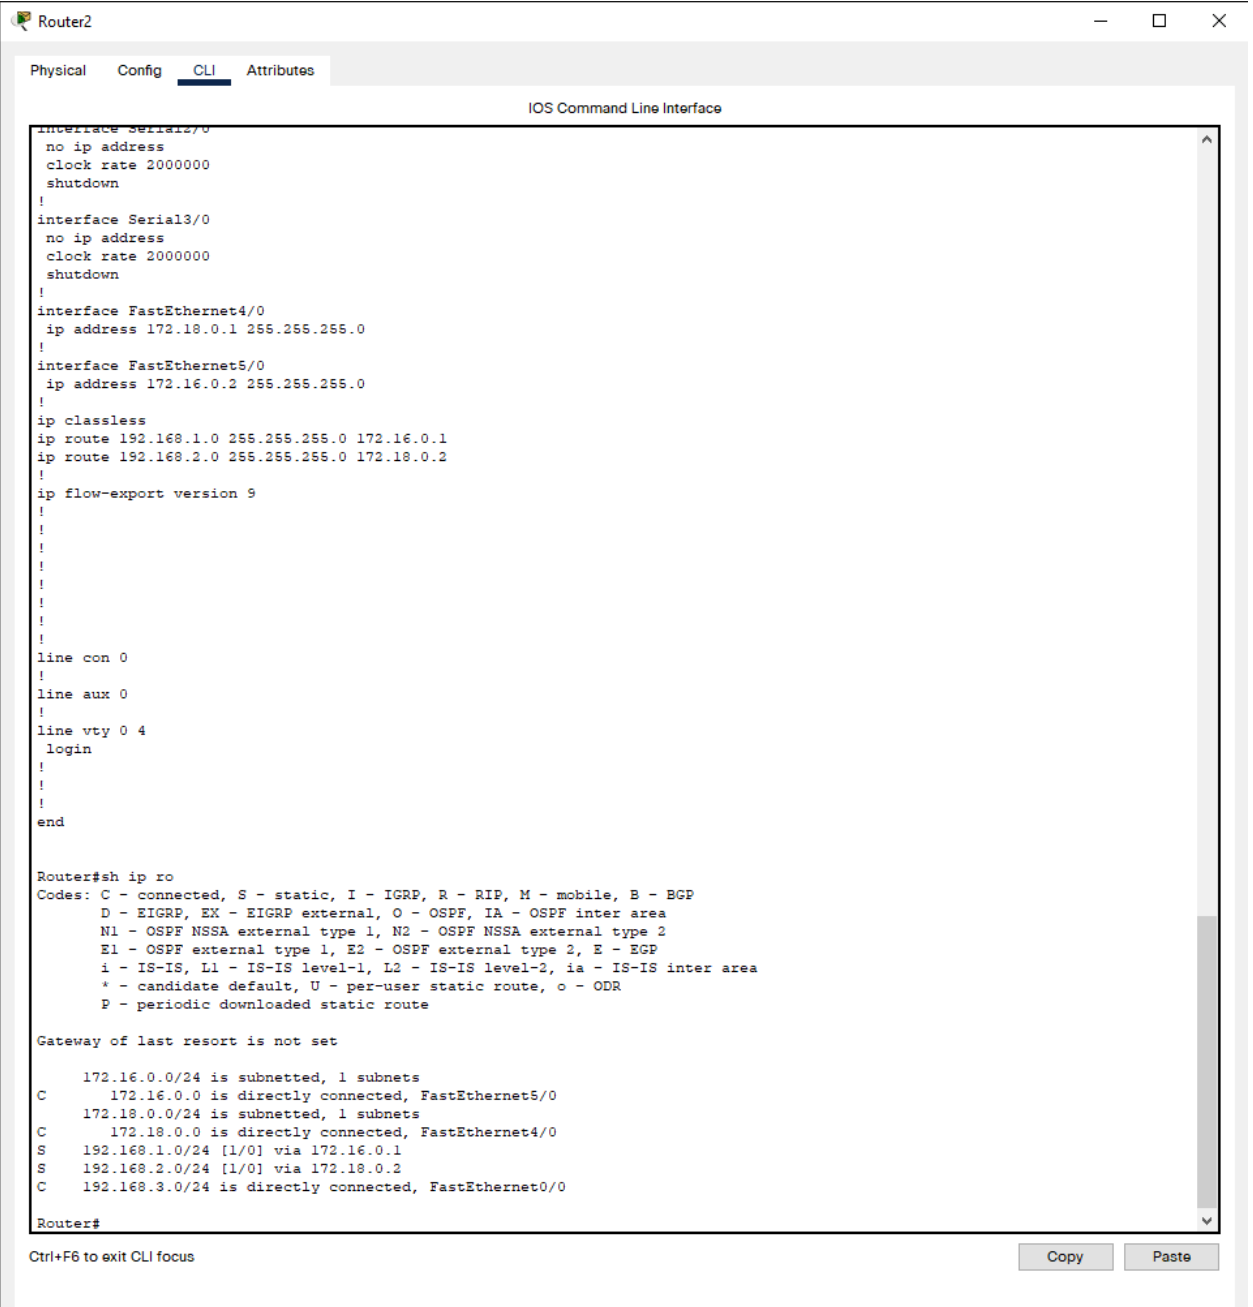 Router2
Physical Config CLI Attributes
IOS Command Line Interface
interface Serial2/0
no ip address
clock rate 2000000
shutdown
!
interface Serial3/0
no ip address
clock rate 2000000
shutdown
!
interface FastEthernet4/0
ip address 172.18.0.1 255.255.255.0
!
interface FastEthernet5/0
ip address 172.16.0.2 255.255.255.0
!
ip classless
ip route 192.168.1.0 255.255.255.0 172.16.0.1
ip route 192.168.2.0 255.255.255.0 172.18.0.2
!
ip flow-export version 9
!
!
!
!
!
!
!
!
line con 0
!
line aux 0
!
line vty 0 4
login
!
!
!
end
Router#sh ip ro
Codes: C - connected, S - static, I - IGRP, R - RIP, M - mobile, B - BGP
D - EIGRP, EX - EIGRP external, O - OSPF, IA - OSPF inter area
N1 - OSPF NSSA external type 1, N2 - OSPF NSSA external type 2
E1 - OSPF external type 1, E2 - OSPF external type 2, E - EGP
i - IS-IS, L1 - IS-IS level-1, L2 - IS-IS level-2, ia - IS-IS inter area
* - candidate default, U - per-user static route, o - ODR
P - periodic downloaded static route
Gateway of last resort is not set
172.16.0.0/24 is subnetted, 1 subnets
C 172.16.0.0 is directly connected, FastEthernet5/0
172.18.0.0/24 is subnetted, 1 subnets
C 172.18.0.0 is directly connected, FastEthernet4/0
S 192.168.1.0/24 [1/0] via 172.16.0.1
S 192.168.2.0/24 [1/0] via 172.18.0.2
C 192.168.3.0/24 is directly connected, FastEthernet0/0
Router#
Ctrl+F6 to exit CLI focus
Copy Paste